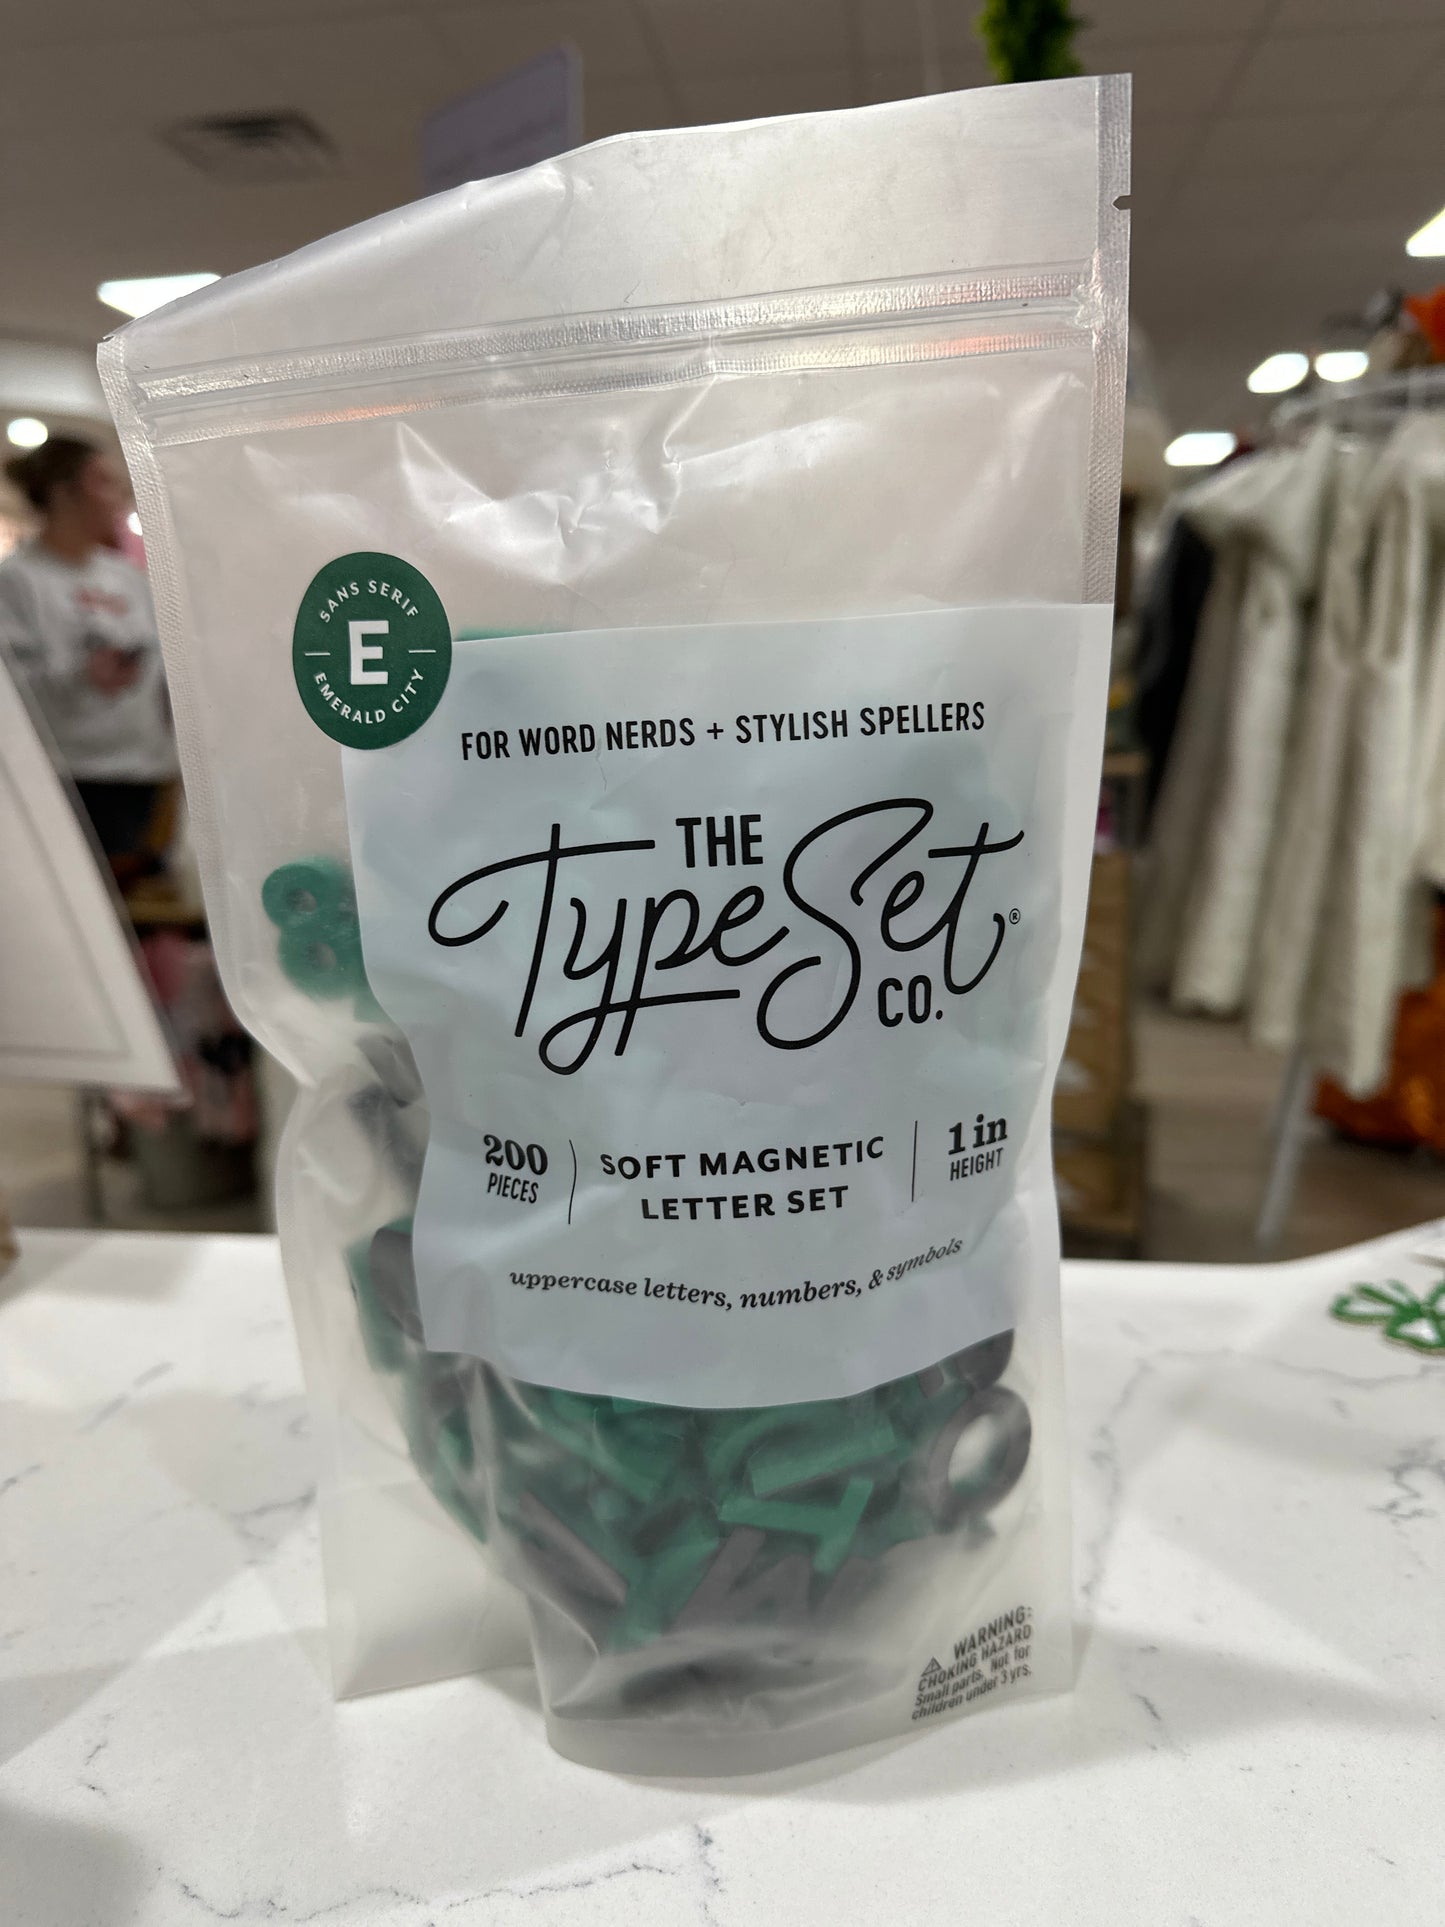 SANS SERIF
E
EMERALD CITY
FOR WORD NERDS + STYLISH SPELLERS
THE
TypeSet®
CO.
200
PIECES
SOFT MAGNETIC
LETTER SET
1 in
HEIGHT
uppercase letters, numbers, & symbols
WARNING:
CHOKING HAZARD
Small parts. Not for
children under 3 yrs.